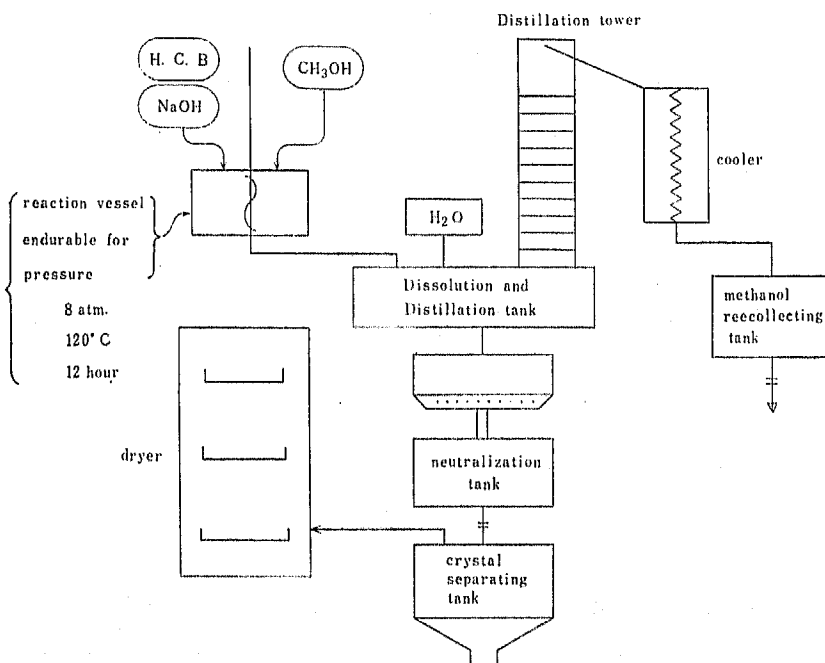 Distillation tower
H. C. B
NaOH
CH₃OH
cooler
reaction vessel
endurable for
pressure
8 atm.
120° C
12 hour
H₂O
Dissolution and
Distillation tank
methanol
reecollecting
tank
dryer
neutralization
tank
crystal
separating
tank